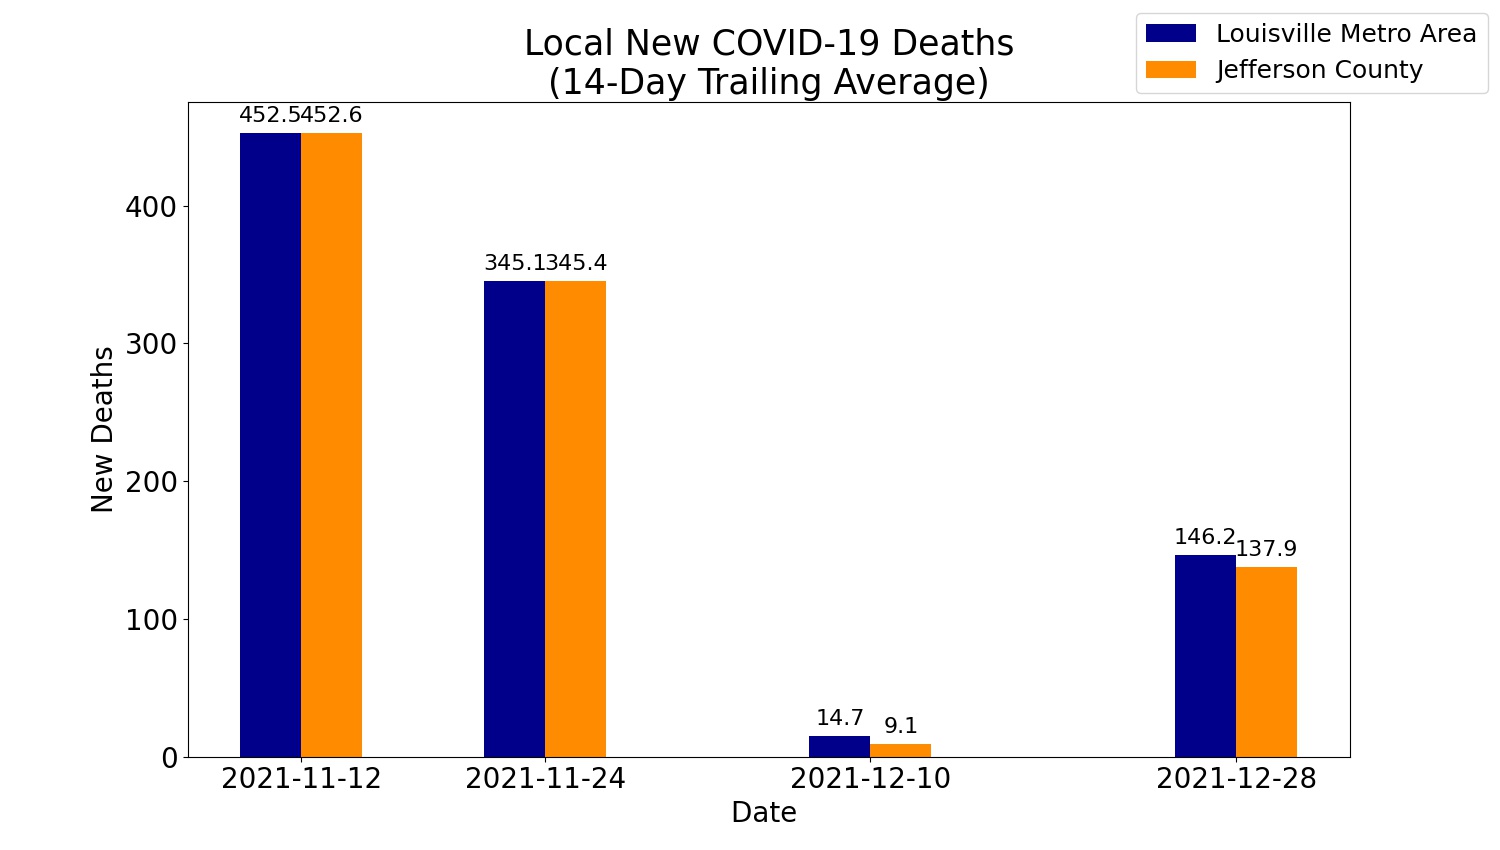 Local New COVID-19 Deaths
(14-Day Trailing Average)
Louisville Metro Area
Jefferson County
452.5
452.6
345.1
345.4
14.7
9.1
146.2
137.9
New Deaths
400
300
200
100
0
2021-11-12
2021-11-24
2021-12-10
2021-12-28
Date